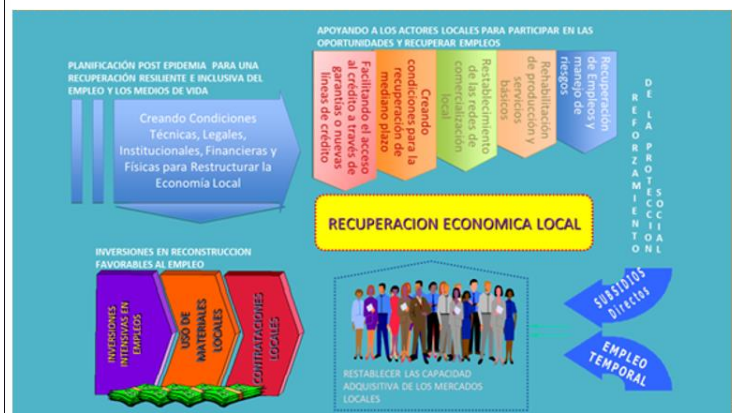 APOYANDO A LOS ACTORES LOCALES PARA PARTICIPAR EN LAS
OPORTUNIDADES Y RECUPERAR EMPLEOS
PLANIFICACIÓN POST EPIDEMIA PARA UNA
RECUPERACIÓN RESILIENTE E INCLUSIVA DEL
EMPLEO Y LOS MEDIOS DE VIDA
Creando Condiciones
Técnicas, Legales,
Institucionales, Financieras y
Físicas para Restructurar la
Economía Local
Facilitando el acceso
al crédito a través de
garantías o nuevas
líneas de crédito
Creando
condiciones para la
recuperación de
mediano plazo
Restablecimiento
de las redes de
comercialización
local
Rehabilitación
de producción y
servicios
básicos
Recuperación
de Empleos y
manejo de
riesgos
REFORZAMIENTO
DE LA PROTECCION
SOCIAL
RECUPERACION ECONOMICA LOCAL
INVERSIONES EN RECONSTRUCCION
FAVORABLES AL EMPLEO
INVERSIONES
INTENSIVAS EN
EMPLEOS
USO DE
MATERIALES
LOCALES
CONTRATACIONES
LOCALES
RESTABLECER LAS CAPACIDAD
ADQUISITIVA DE LOS MERCADOS
LOCALES
SUBSIDIOS
Directos
EMPLEO
TEMPORAL